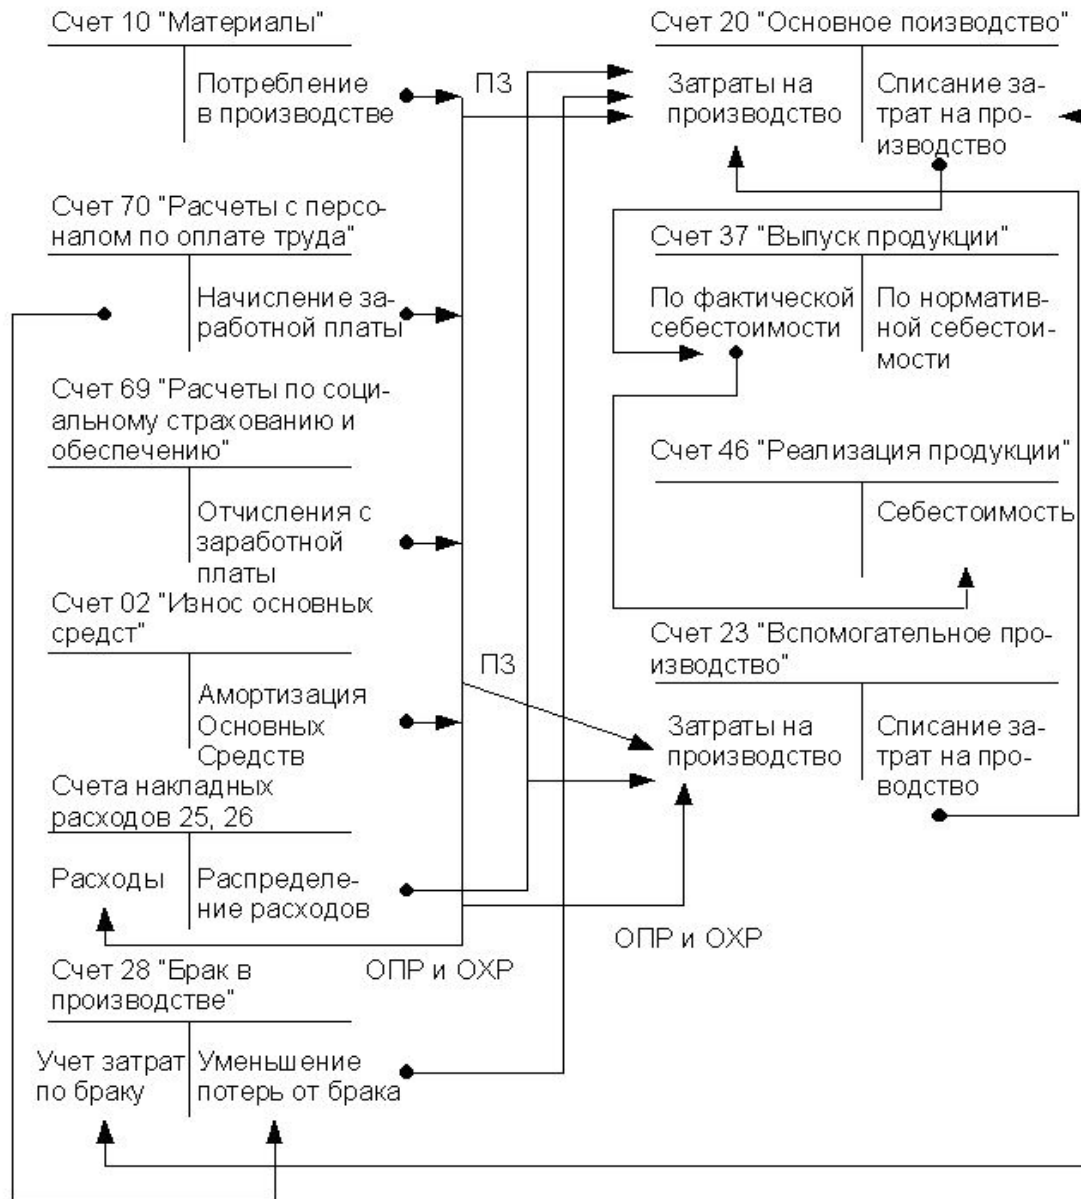 Счет 10 "Материалы"
Потребление
в производстве
ПЗ
Счет 70 "Расчеты с персо-
налом по оплате труда"
Начисление за-
работной платы
Счет 69 "Расчеты по соци-
альному страхованию и
обеспечению"
Отчисления с
заработной
платы
Счет 02 "Износ основных
средст"
Амортизация
Основных
Средств
Счета накладных
расходов 25, 26
Расходы
Распределе-
ние расходов
ОПР и ОХР
Счет 28 "Брак в
производстве"
Учет затрат
по браку
Уменьшение
потерь от брака
Счет 20 "Основное поизводство"
Затраты на
производство
Списание за-
трат на про-
изводство
Счет 37 "Выпуск продукции"
По фактической
себестоимости
По норматив-
ной себестои-
мости
Счет 46 "Реализация продукции"
Себестоимость
Счет 23 "Вспомогательное про-
изводство"
ПЗ
Затраты на
производство
Списание за-
трат на про-
водство
ОПР и ОХР